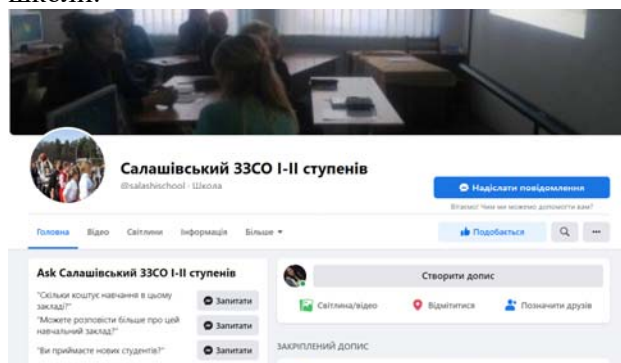 Салашівський ЗЗСО І-ІІ ступенів
@salashischool · Школа
Надіслати повідомлення
Вітаємо! Чим ми можемо допомогти вам?
Головна Відео Світлини Інформація Більше
Подобається
Ask Салашівський ЗЗСО І-ІІ ступенів
"Скільки коштує навчання в цьому
закладі?"
Запитати
"Можете розповісти більше про цей
навчальний заклад?"
Запитати
"Ви приймаєте нових студентів?"
Запитати
Створити допис
Світлина/відео Відмітитися Позначити друзів
ЗАКРІПЛЕНИЙ ДОПИС